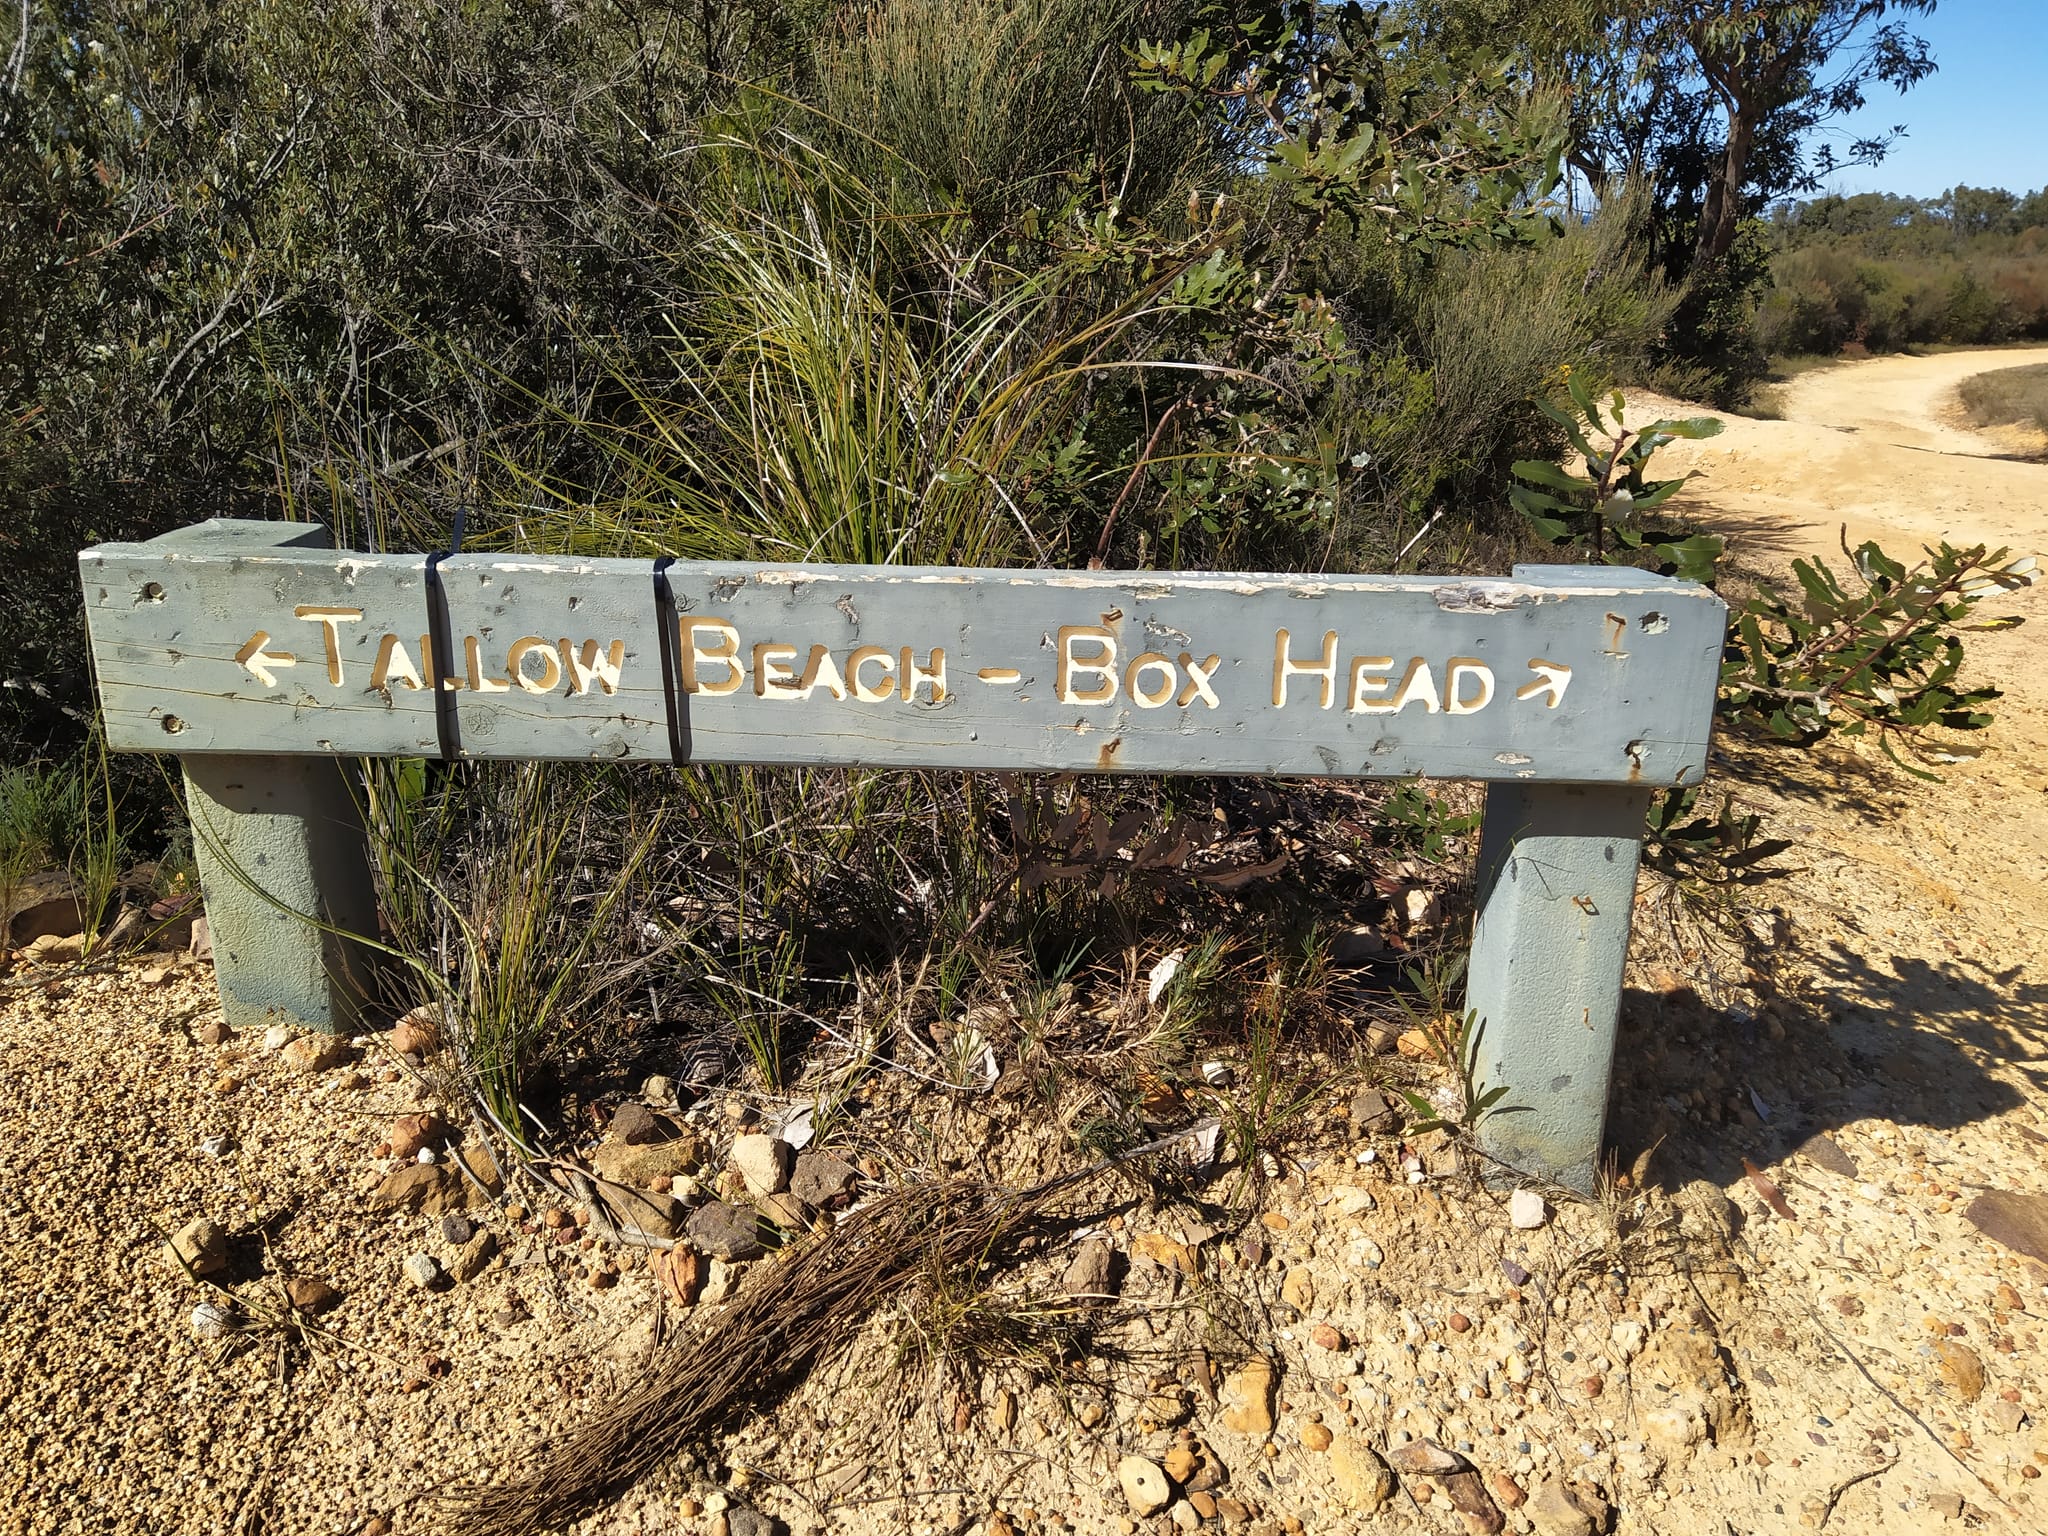 ← TALLOW BEACH - BOX HEAD ↗